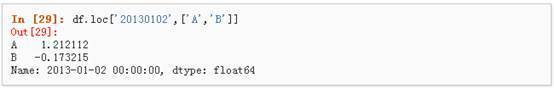 In [29]: df.loc['20130102',['A','B']]
Out[29]:
A    1.212112
B   -0.173215
Name: 2013-01-02 00:00:00, dtype: float64